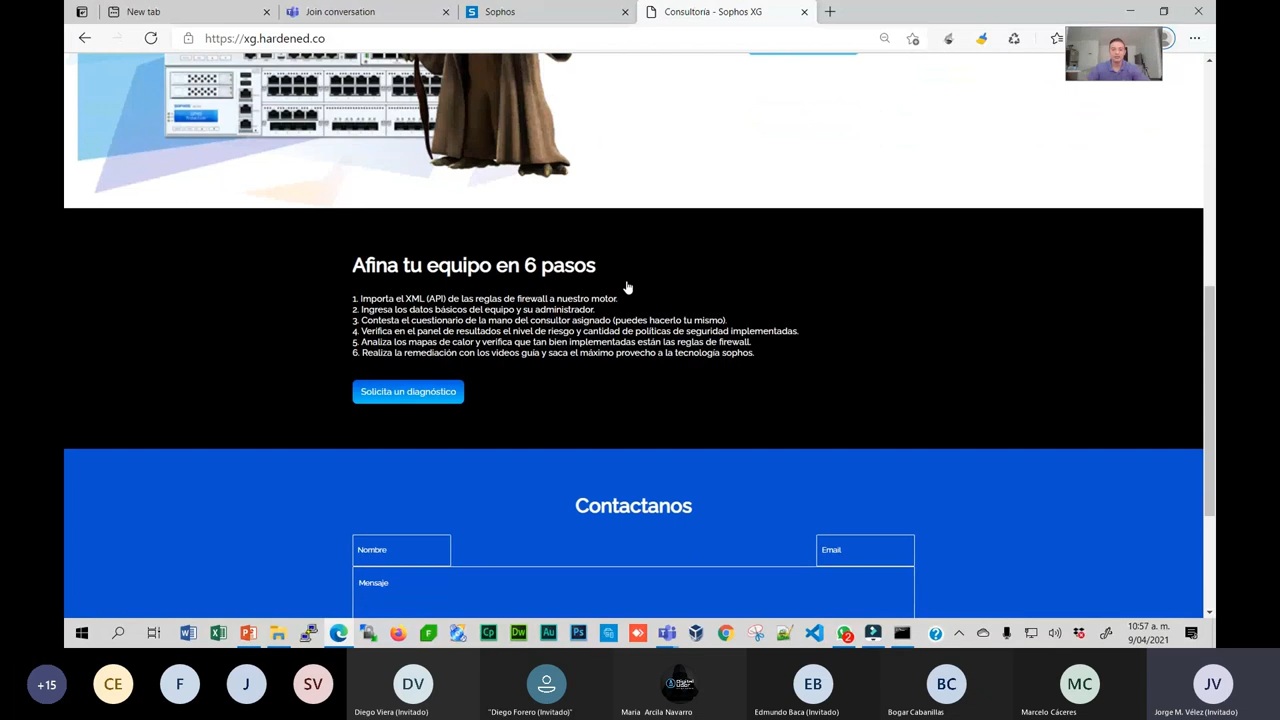 New tab
Join conversation
Sophos
Consultoría - Sophos XG
https://xg.hardened.co
Afina tu equipo en 6 pasos
1. Importa el XML (API) de las reglas de firewall a nuestro motor.
2. Ingresa los datos básicos del equipo y su administrador.
3. Contesta el cuestionario de la mano del consultor asignado (puedes hacerlo tu mismo).
4. Verifica en el panel de resultados el nivel de riesgo y cantidad de políticas de seguridad implementadas.
5. Analiza los mapas de calor y verifica que tan bien implementadas están las reglas de firewall.
6. Realiza la remediación con los videos guía y saca el máximo provecho a la tecnología sophos.
Solicita un diagnóstico
Contactanos
Nombre
Email
Mensaje
10:57 a. m.
9/04/2021
+15
CE
F
J
SV
DV
EB
BC
MC
JV
Diego Viera (Invitado)
"Diego Forero (Invitado)"
Maria Arcila Navarro
Edmundo Baca (Invitado)
Bogar Cabanillas
Marcelo Cáceres
Jorge M. Vélez (Invitado)